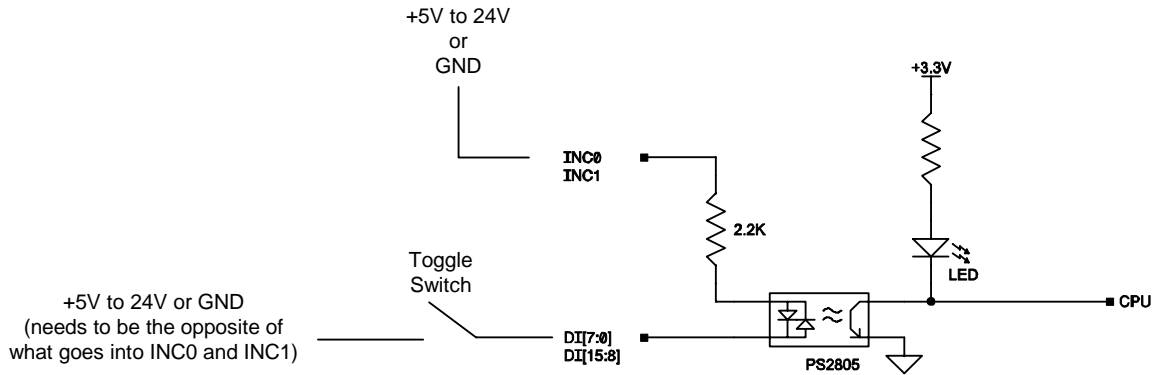 +5V to 24V
or
GND
+3.3V
INC0
INC1
2.2K
LED
Toggle
Switch
+5V to 24V or GND
(needs to be the opposite of
what goes into INC0 and INC1)
DI[7:0]
DI[15:8]
CPU
PS2805